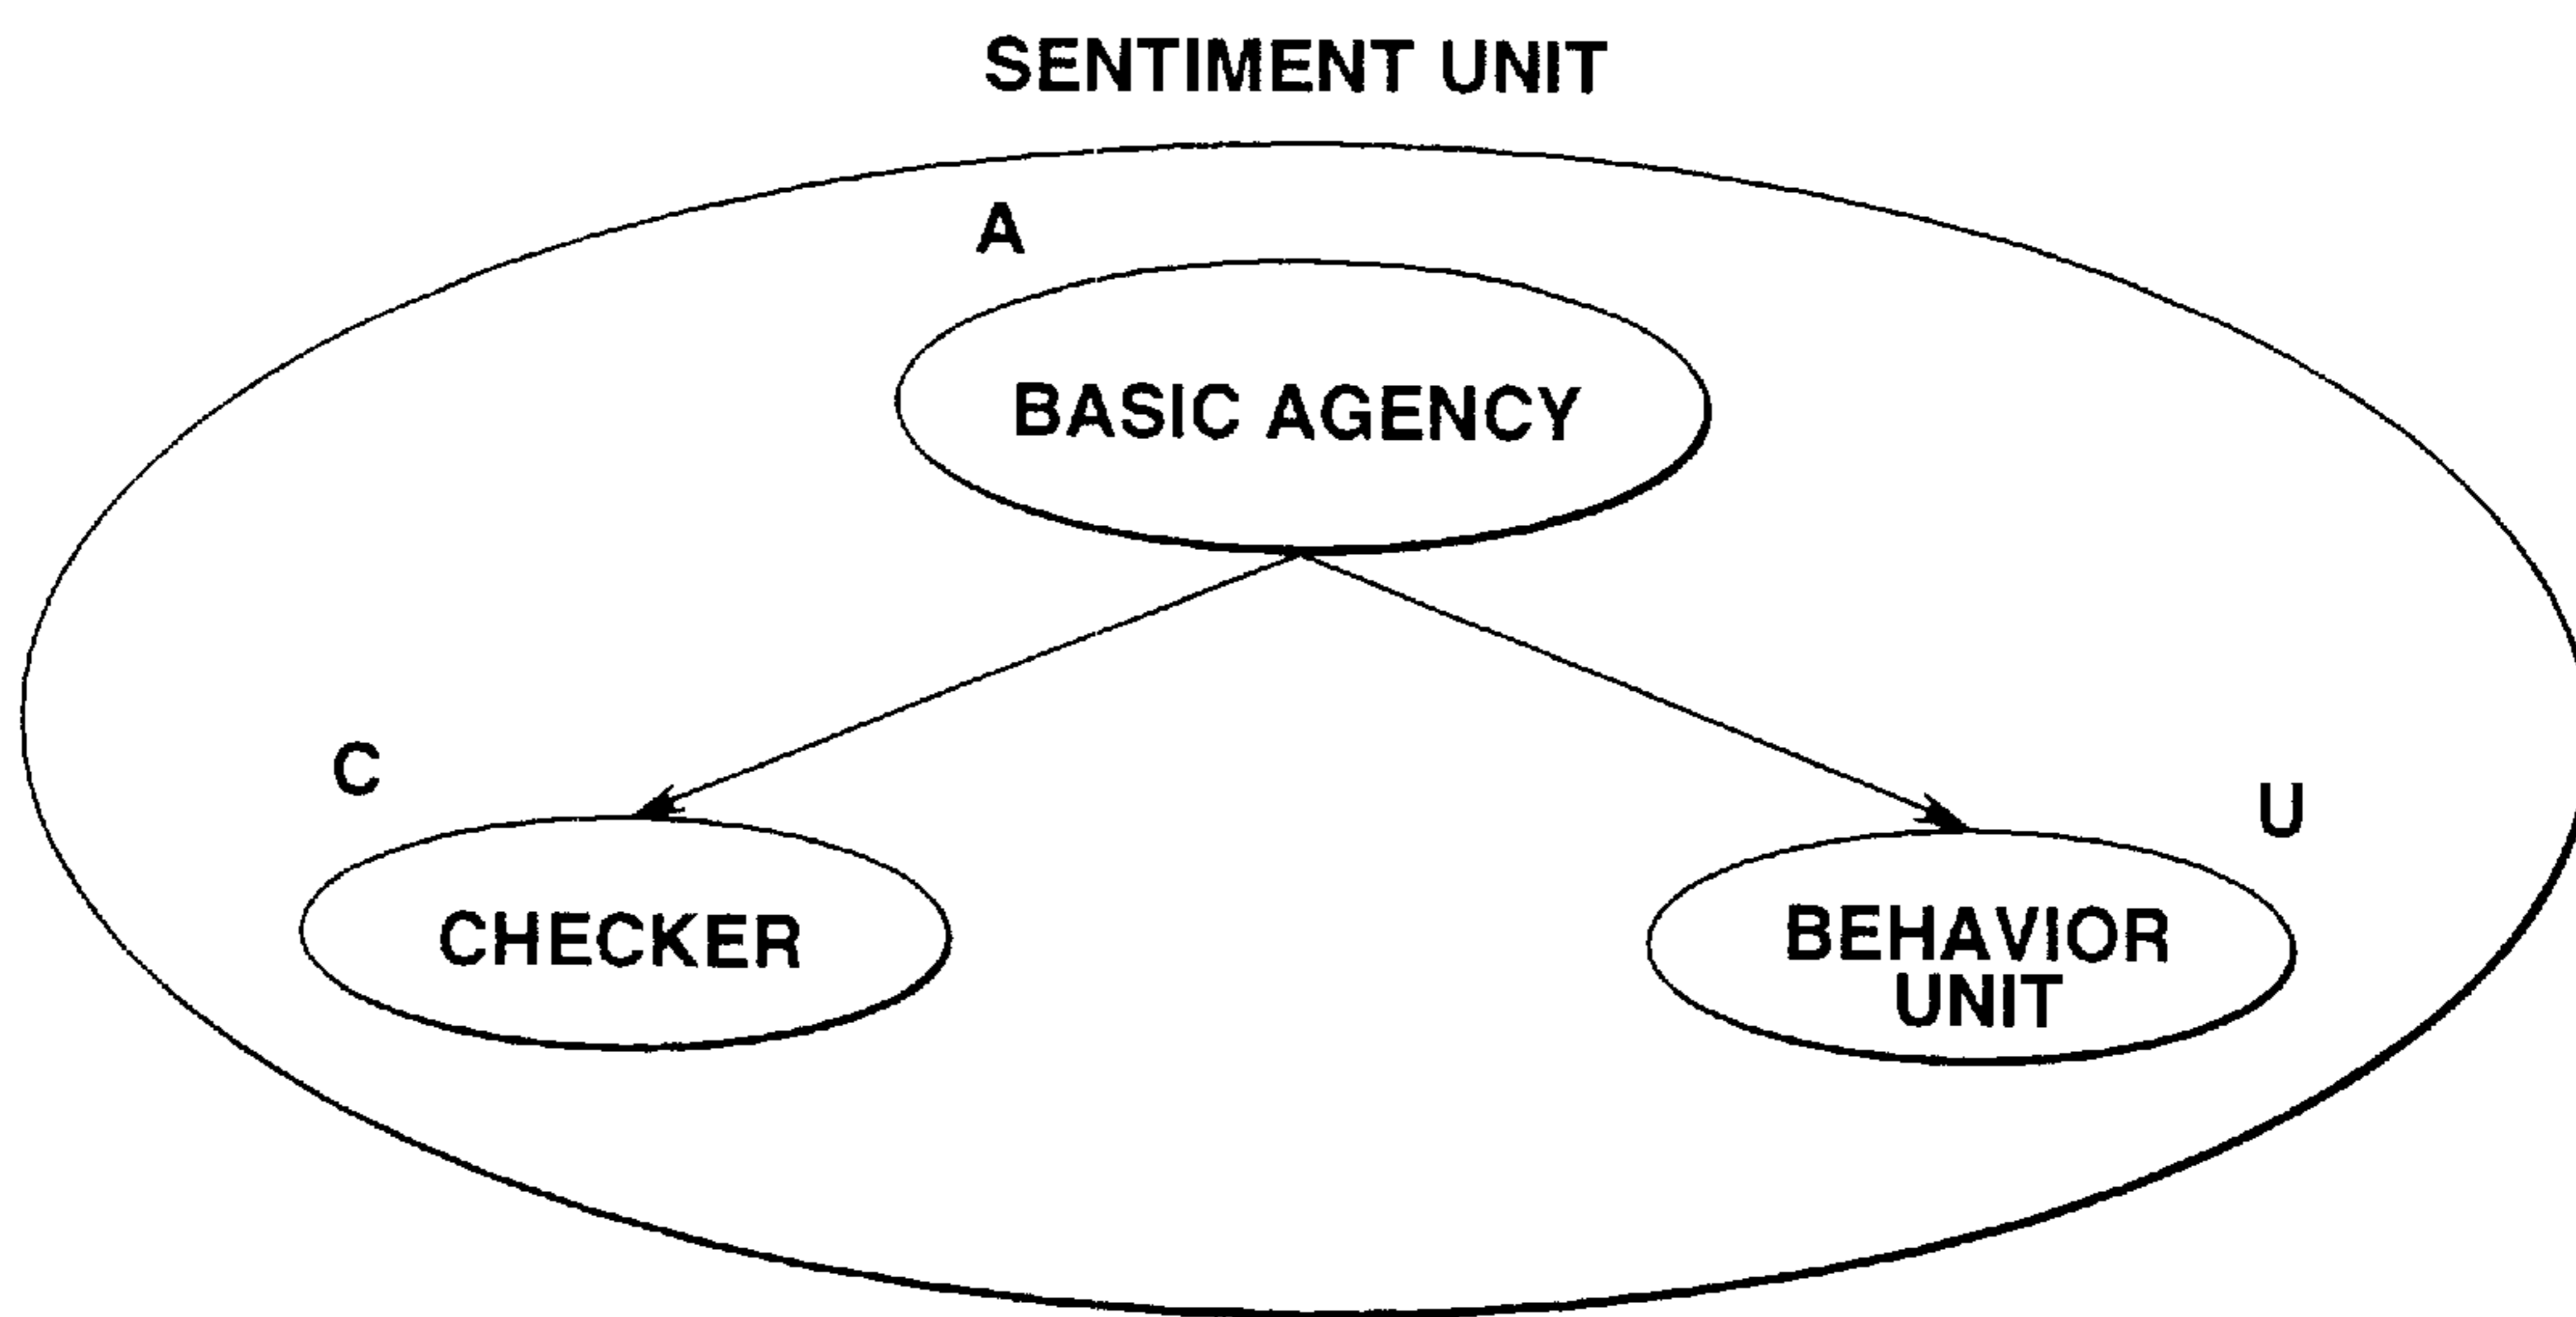 SENTIMENT UNIT
A
BASIC AGENCY
C
U
CHECKER
BEHAVIOR
UNIT